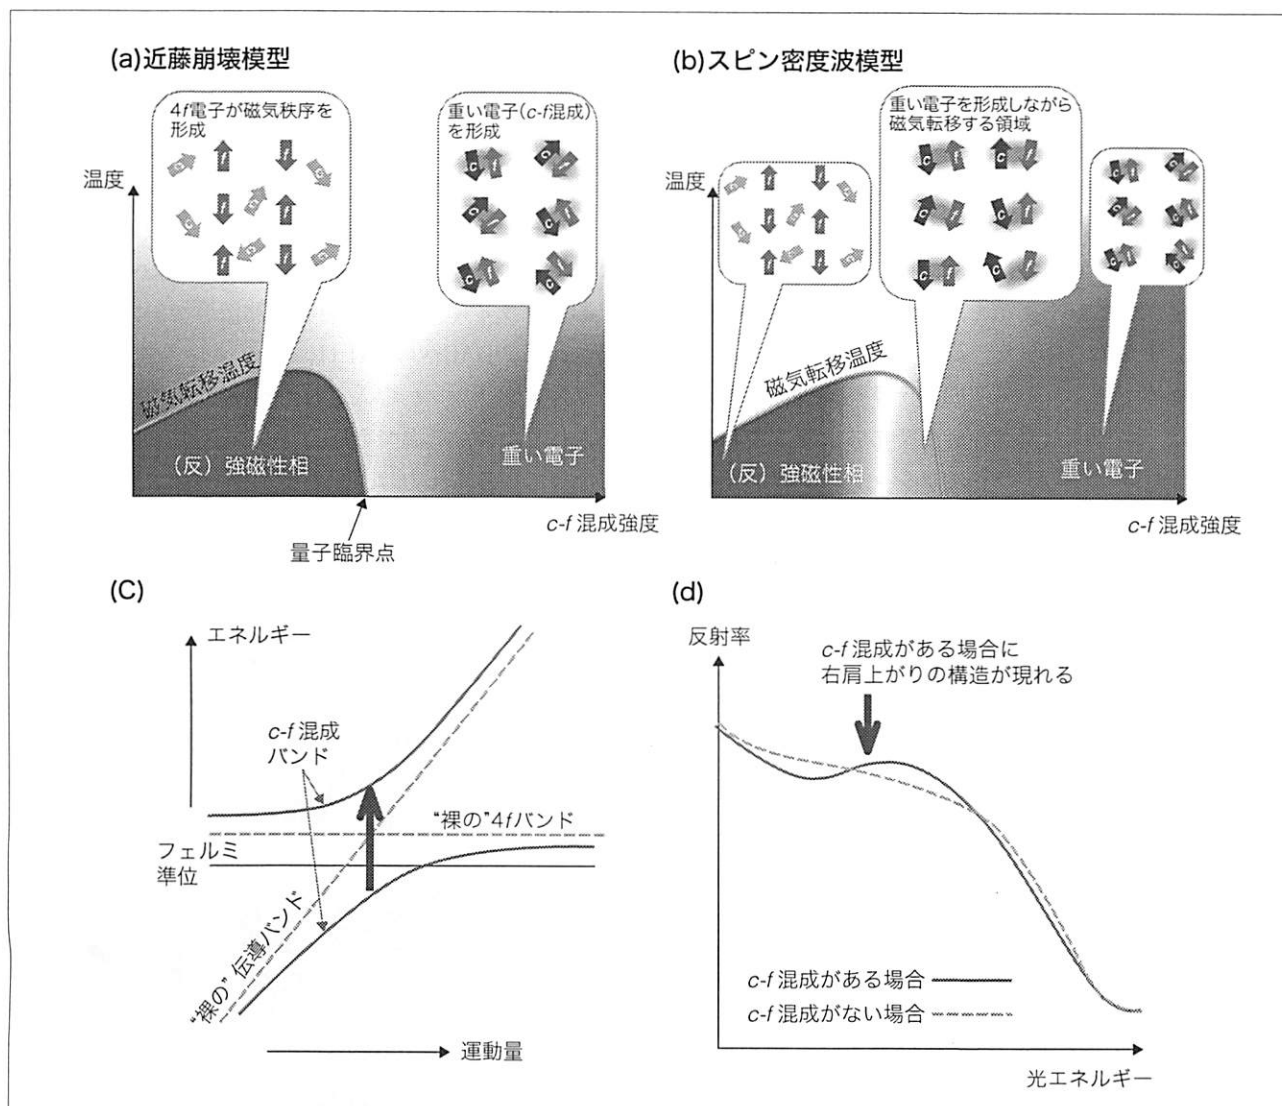 (a)近藤崩壊模型
4f電子が磁気秩序を
形成
重い電子(c-f混成)
を形成
温度
磁気転移温度
（反）強磁性相
重い電子
c-f 混成強度
量子臨界点
(b)スピン密度波模型
重い電子を形成しながら
磁気転移する領域
温度
磁気転移温度
（反）強磁性相
重い電子
c-f 混成強度
(C)
エネルギー
c-f 混成
バンド
“裸の”4fバンド
フェルミ
準位
“裸の” 伝導バンド
運動量
(d)
反射率
c-f 混成がある場合に
右肩上がりの構造が現れる
c-f 混成がある場合
c-f 混成がない場合
光エネルギー